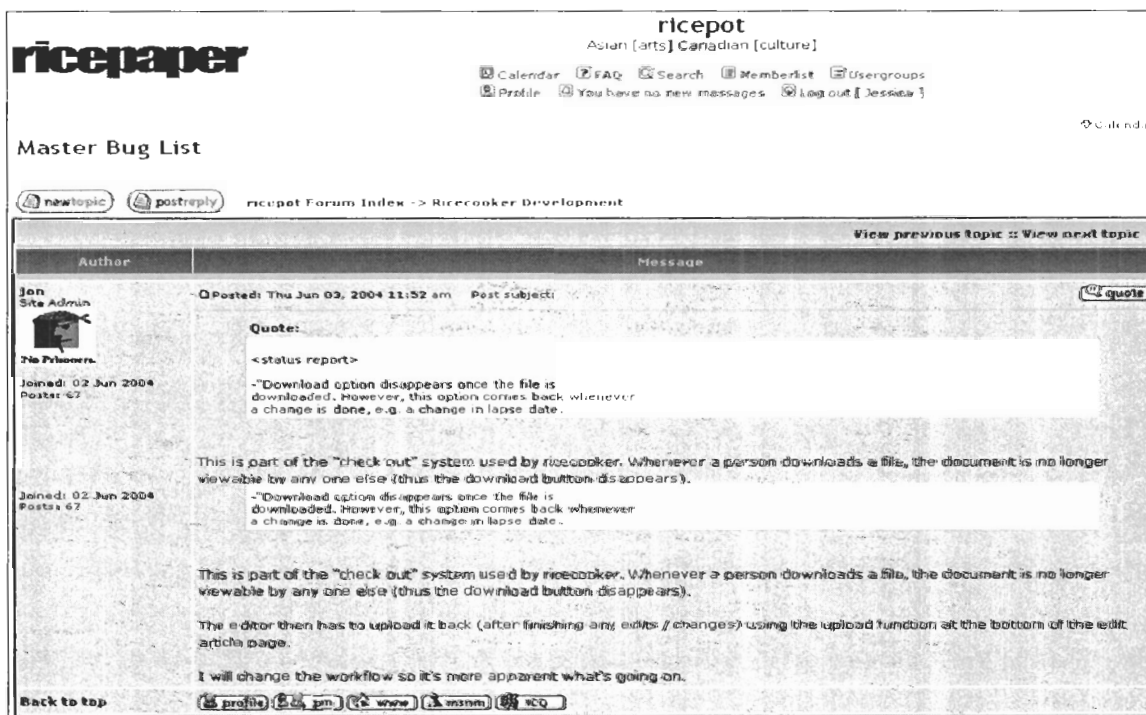 ricepaper
ricepot
Asian [arts] Canadian [culture]
Calendar FAQ Search Memberlist Usergroups
Profile You have no new messages Log out [ Jessica ]
Calenda
Master Bug List
newtopic postreply ricepot Forum Index -> Ricecooker Development
View previous topic :: View next topic
Author Message
Jon
Site Admin
No Prisoners.
Joined: 02 Jun 2004
Posts: 67
Posted: Thu Jun 03, 2004 11:52 am Post subject: quote
Quote:
<status report>
-"Download option disappears once the file is
downloaded. However, this option comes back whenever
a change is done, e.g. a change in lapse date.
This is part of the "check out" system used by ricecooker. Whenever a person downloads a file, the document is no longer
viewable by any one else (thus the download button disappears).
Joined: 02 Jun 2004
Posts: 67
-"Download option disappears once the file is
downloaded. However, this option comes back whenever
a change is done, e.g. a change in lapse date.
This is part of the "check out" system used by ricecooker. Whenever a person downloads a file, the document is no longer
viewable by any one else (thus the download button disappears).
The editor then has to upload it back (after finishing any edits / changes) using the upload function at the bottom of the edit
article page.
I will change the workflow so it's more apparent what's going on.
Back to top profile pm www msnm ICQ